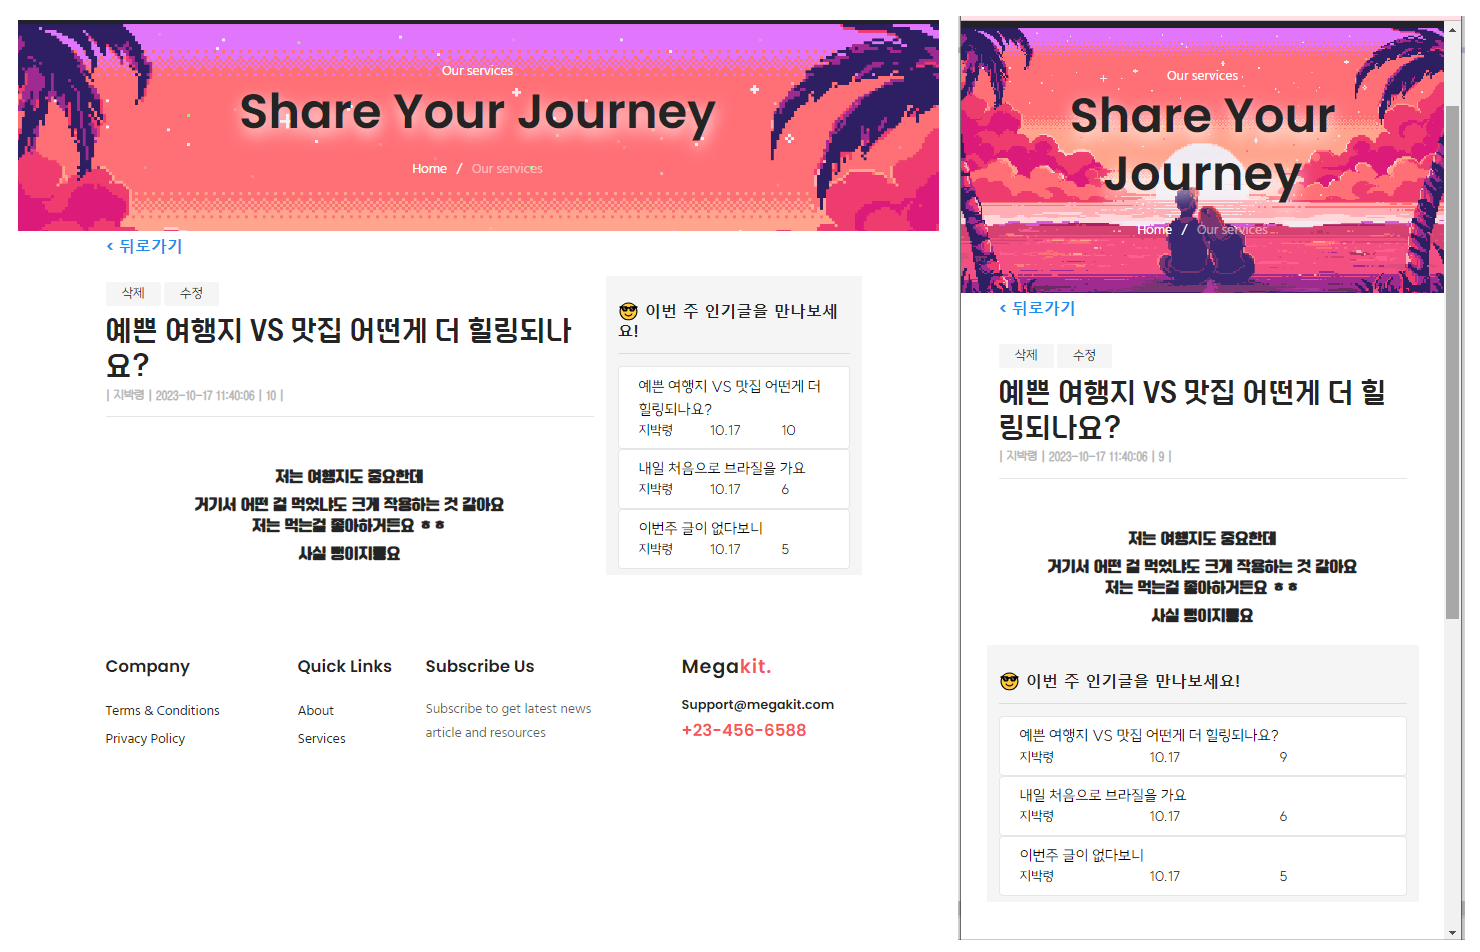 Our services
Share Your Journey
Home / Our services
< 뒤로가기
삭제 수정
예쁜 여행지 VS 맛집 어떤게 더 힐링되나
요?
| 지박령 | 2023-10-17 11:40:06 | 10 |
저는 여행지도 중요한데
거기서 어떤 걸 먹었냐도 크게 작용하는 것 같아요
저는 먹는걸 좋아하거든요 ㅎㅎ
사실 뻥이지롱요
😎 이번 주 인기글을 만나보세
요!
예쁜 여행지 VS 맛집 어떤게 더
힐링되나요?
지박령 10.17 10
내일 처음으로 브라질을 가요
지박령 10.17 6
이번주 글이 없다보니
지박령 10.17 5
Company
Terms & Conditions
Privacy Policy
Quick Links
About
Services
Subscribe Us
Subscribe to get latest news
article and resources
Megakit.
Support@megakit.com
+23-456-6588
Our services
Share Your
Journey
Home / Our services
< 뒤로가기
삭제 수정
예쁜 여행지 VS 맛집 어떤게 더 힐
링되나요?
| 지박령 | 2023-10-17 11:40:06 | 9 |
저는 여행지도 중요한데
거기서 어떤 걸 먹었냐도 크게 작용하는 것 같아요
저는 먹는걸 좋아하거든요 ㅎㅎ
사실 뻥이지롱요
😎 이번 주 인기글을 만나보세요!
예쁜 여행지 VS 맛집 어떤게 더 힐링되나요?
지박령 10.17 9
내일 처음으로 브라질을 가요
지박령 10.17 6
이번주 글이 없다보니
지박령 10.17 5